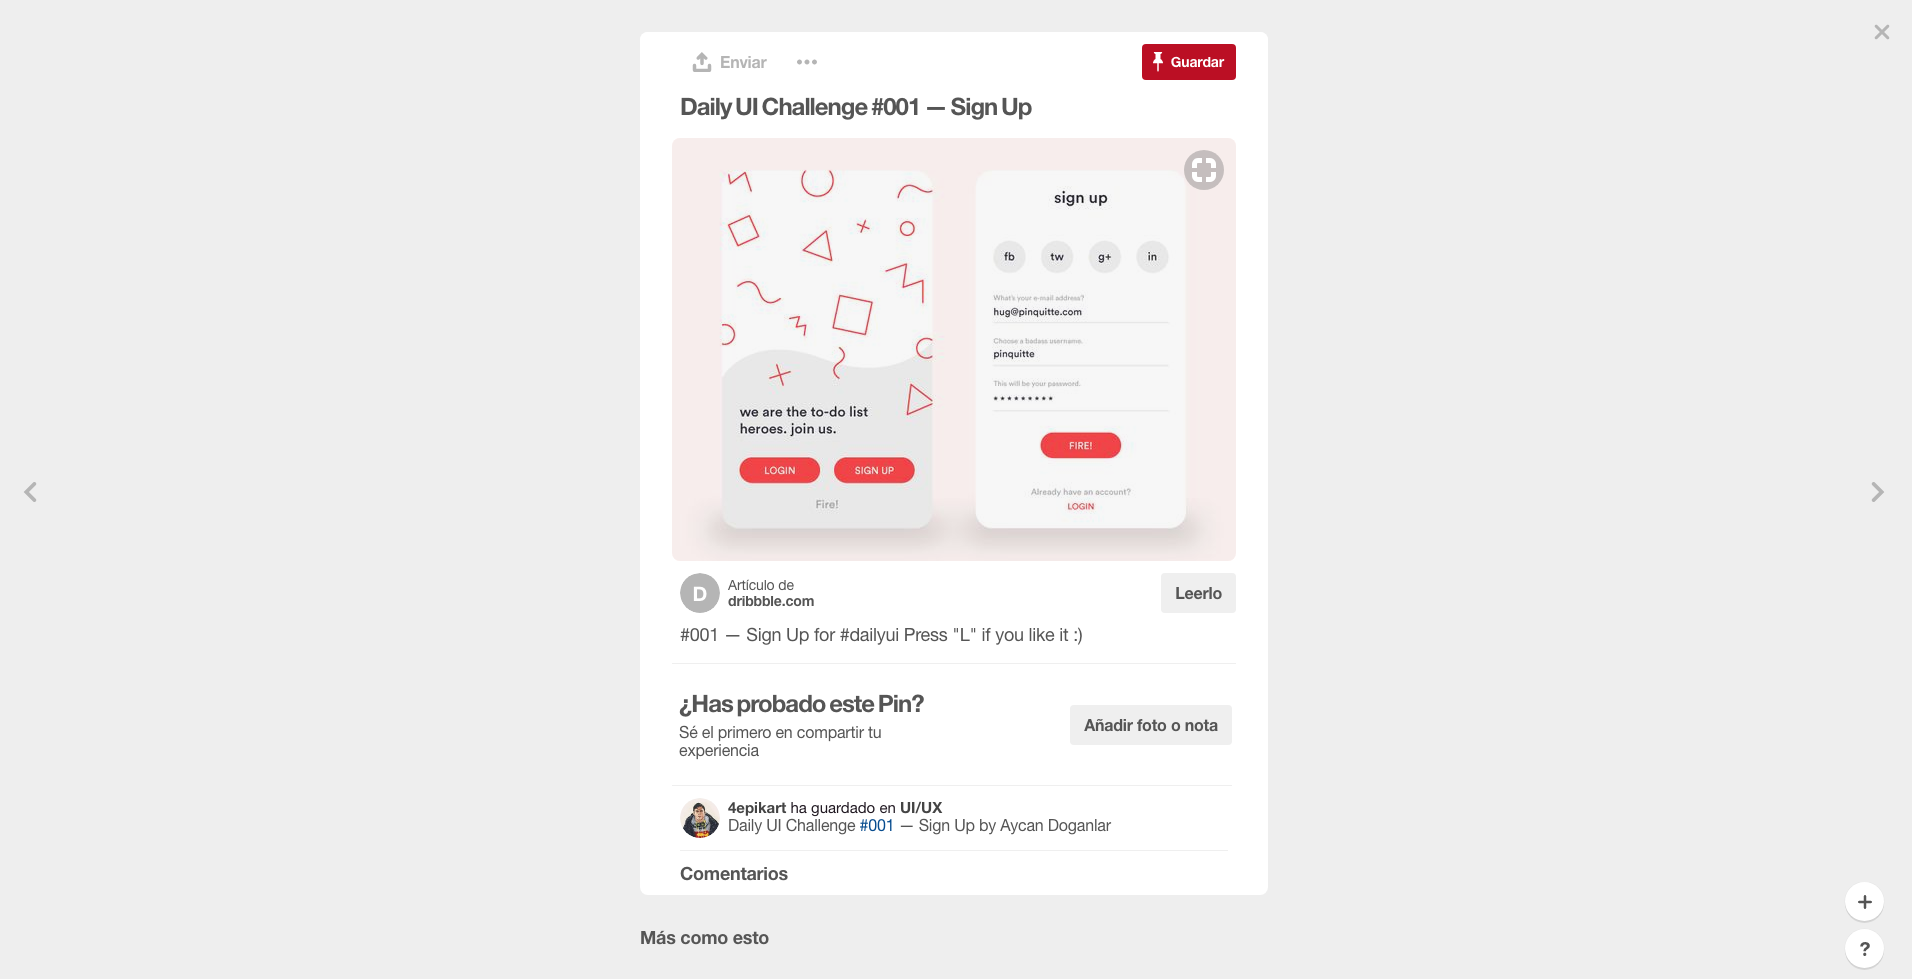 Enviar
Guardar
Daily UI Challenge #001 — Sign Up
we are the to-do list
heroes. join us.
LOGIN
SIGN UP
Fire!
sign up
fb
tw
g+
in
What's your e-mail address?
hug@pinquitte.com
Choose a badass username.
pinquitte
This will be your password.
*********
FIRE!
Already have an account?
LOGIN
D
Artículo de
dribbble.com
Leerlo
#001 — Sign Up for #dailyui Press "L" if you like it :)
¿Has probado este Pin?
Sé el primero en compartir tu
experiencia
Añadir foto o nota
4epikart ha guardado en UI/UX
Daily UI Challenge #001 — Sign Up by Aycan Doganlar
Comentarios
Más como esto
+
?